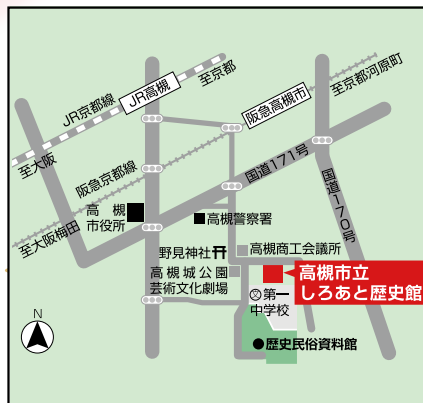 JR京都線
JR高槻
至京都
至大阪
阪急京都線
阪急高槻市
至京都河原町
至大阪梅田
国道171号
国道170号
高槻
市役所
高槻警察署
野見神社
高槻商工会議所
高槻城公園
芸術文化劇場
高槻市立
しろあと歴史館
文 第一
中学校
歴史民俗資料館
N